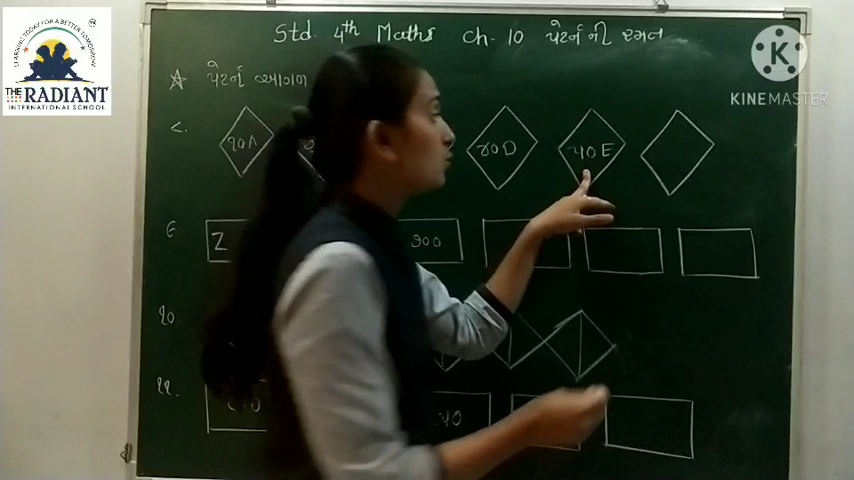 LEARNING TODAY FOR A BETTER TOMORROW
THE RADIANT
INTERNATIONAL SCHOOL
KINEMASTER
Std. 4th Maths Ch- 10 પેટર્ન ની રમત
પેટર્ન આગળ
૮. ૧૦A ૪૦D ૫૦E
૯ Z ૩૦૦
૧૦.
૧૧.